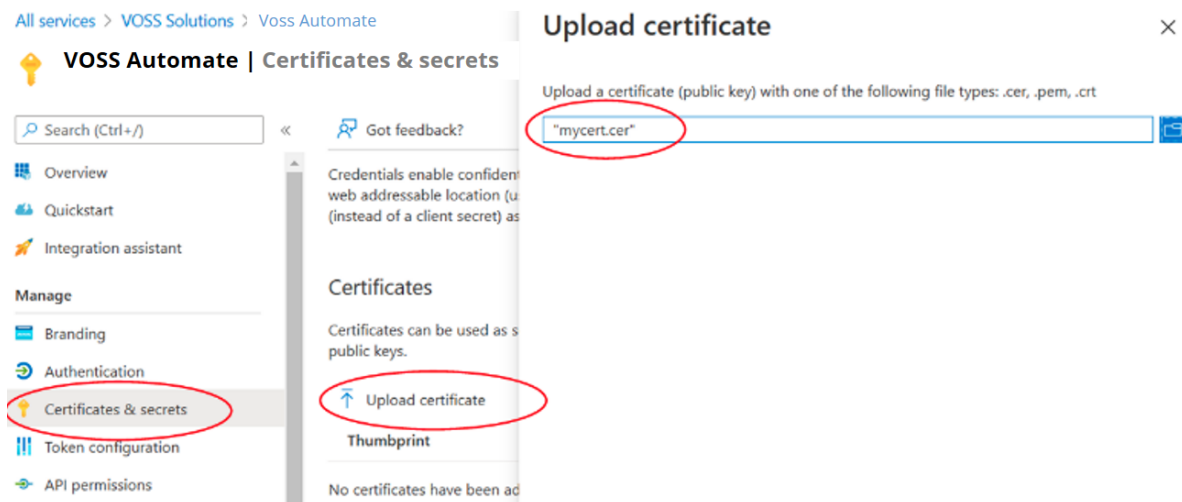 All services > VOSS Solutions > Voss Automate
VOSS Automate | Certificates & secrets
Search (Ctrl+/)
«
Overview
Quickstart
Integration assistant
Manage
Branding
Authentication
Certificates & secrets
Token configuration
API permissions
Got feedback?
Credentials enable confident
web addressable location (u
(instead of a client secret) as
Certificates
Certificates can be used as s
public keys.
Upload certificate
Thumbprint
No certificates have been ad
Upload certificate
Upload a certificate (public key) with one of the following file types: .cer, .pem, .crt
"mycert.cer"